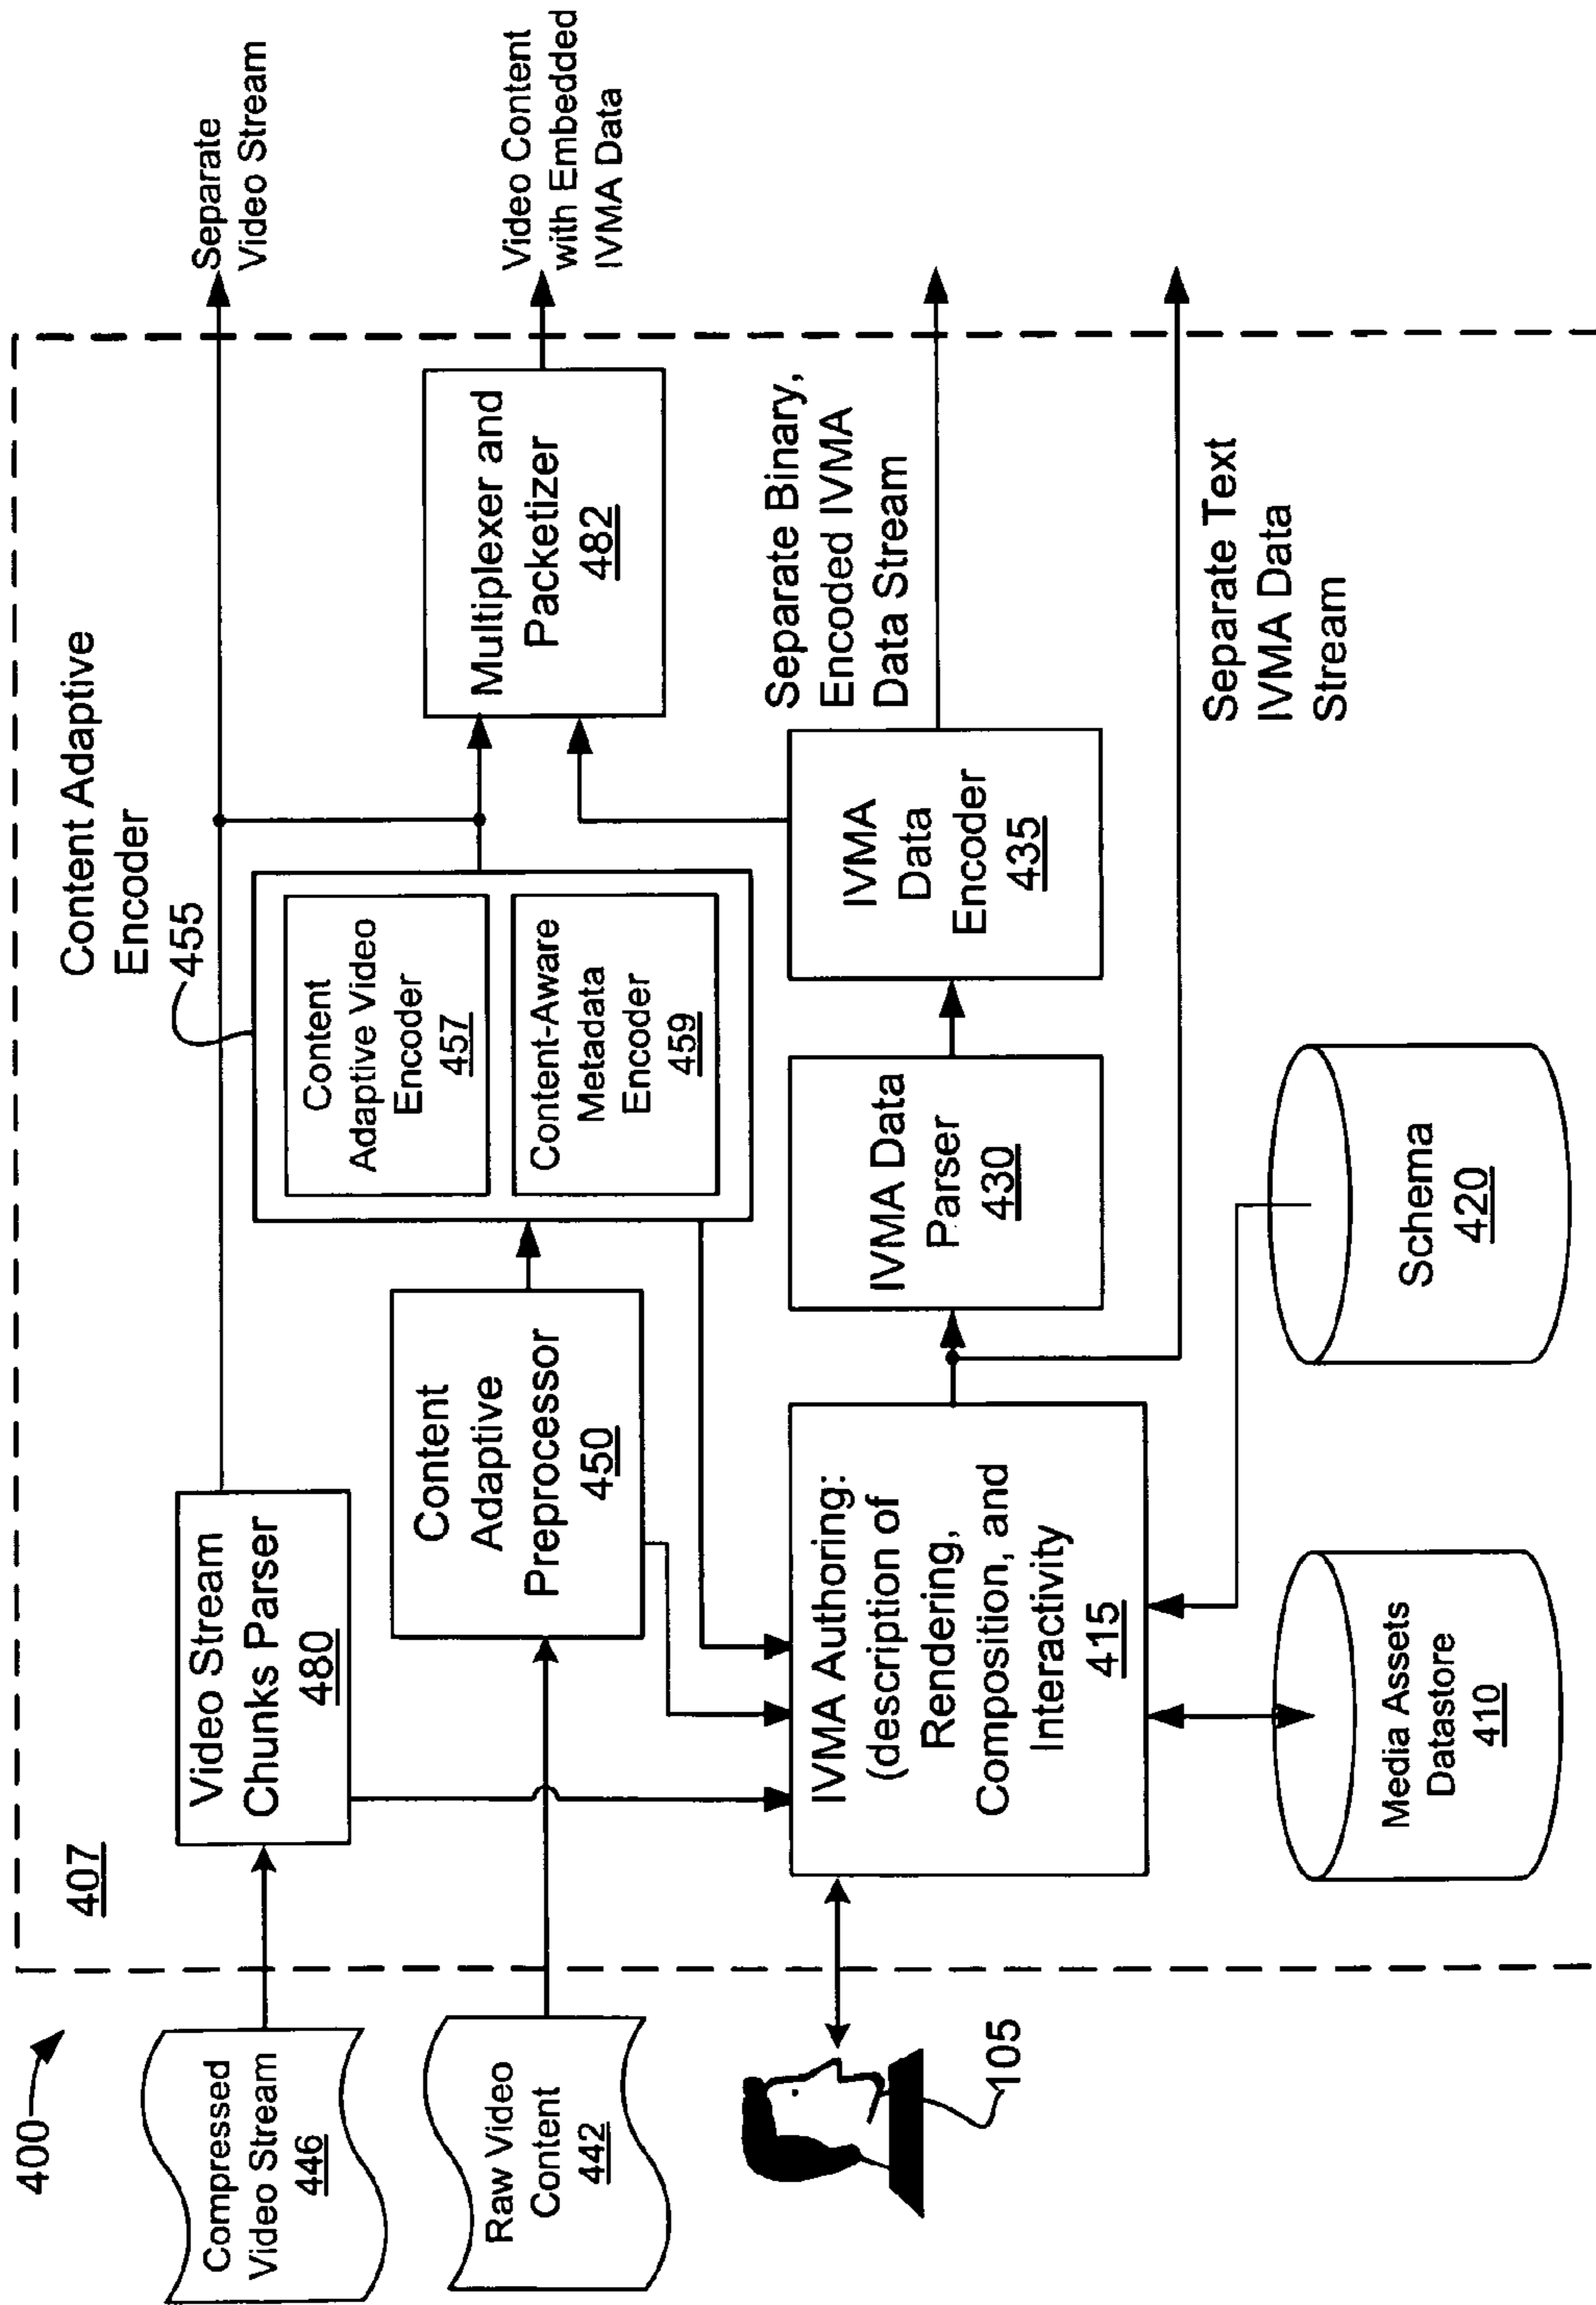 400
407
Compressed
Video Stream
446
Raw Video
Content
442
105
Video Stream
Chunks Parser
480
Content
Adaptive
Preprocessor
450
Content Adaptive
Encoder
455
Content
Adaptive Video
Encoder
457
Content-Aware
Metadata
Encoder
459
Multiplexer and
Packetizer
482
Separate
Video Stream
Video Content
with Embedded
IVMA Data
IVMA Authoring:
(description of
Rendering,
Composition, and
Interactivity
415
IVMA Data
Parser
430
IVMA
Data
Encoder
435
Separate Binary,
Encoded IVMA
Data Stream
Separate Text
IVMA Data
Stream
Media Assets
Datastore
410
Schema
420